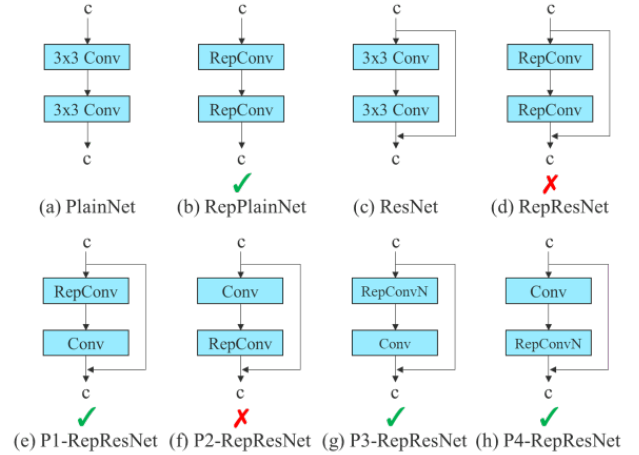 c c c c
3x3 Conv RepConv 3x3 Conv RepConv
3x3 Conv RepConv 3x3 Conv RepConv
c c c c
(a) PlainNet (b) RepPlainNet (c) ResNet (d) RepResNet
c c c c
RepConv Conv RepConvN Conv
Conv RepConv Conv RepConvN
c c c c
(e) P1-RepResNet (f) P2-RepResNet (g) P3-RepResNet (h) P4-RepResNet